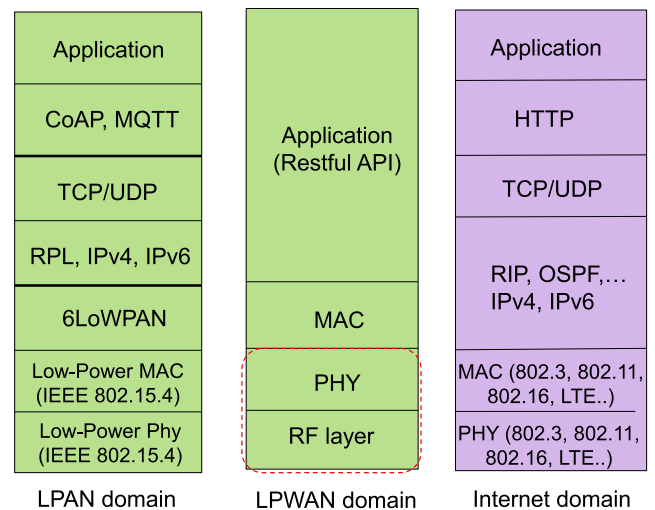 Application
CoAP, MQTT
TCP/UDP
RPL, IPv4, IPv6
6LoWPAN
Low-Power MAC
(IEEE 802.15.4)
Low-Power Phy
(IEEE 802.15.4)
LPAN domain
Application
(Restful API)
MAC
PHY
RF layer
LPWAN domain
Application
HTTP
TCP/UDP
RIP, OSPF,...
IPv4, IPv6
MAC (802.3, 802.11,
802.16, LTE..)
PHY (802.3, 802.11,
802.16, LTE..)
Internet domain